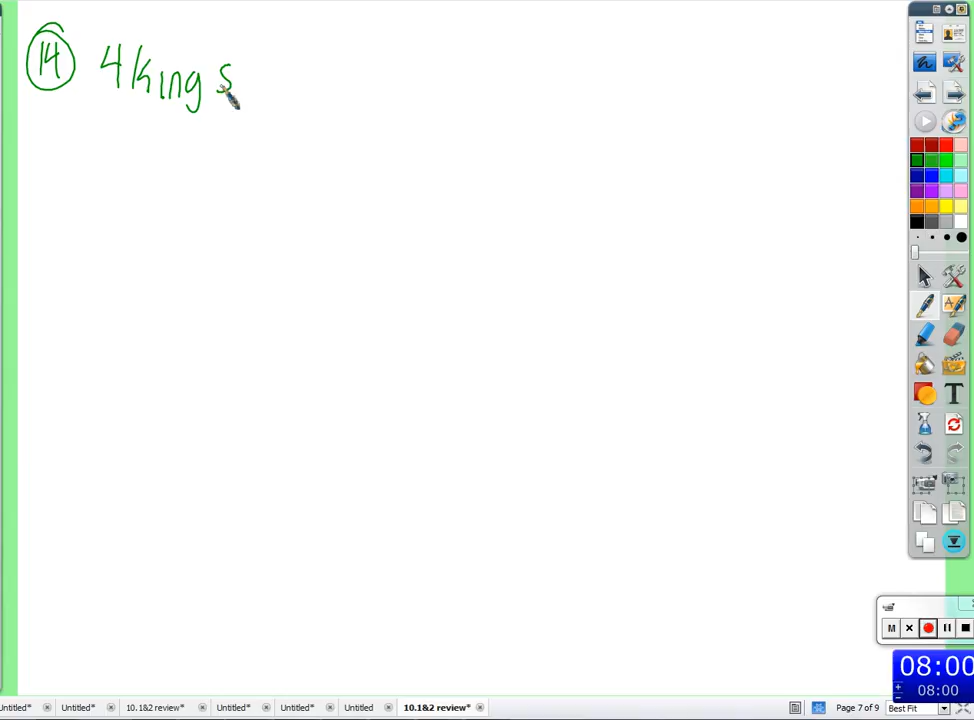 14 4 Kings
M
08:00
08:00
Untitled* Untitled* 10.1&2 review* Untitled* Untitled* Untitled 10.1&2 review* Page 7 of 9 Best Fit